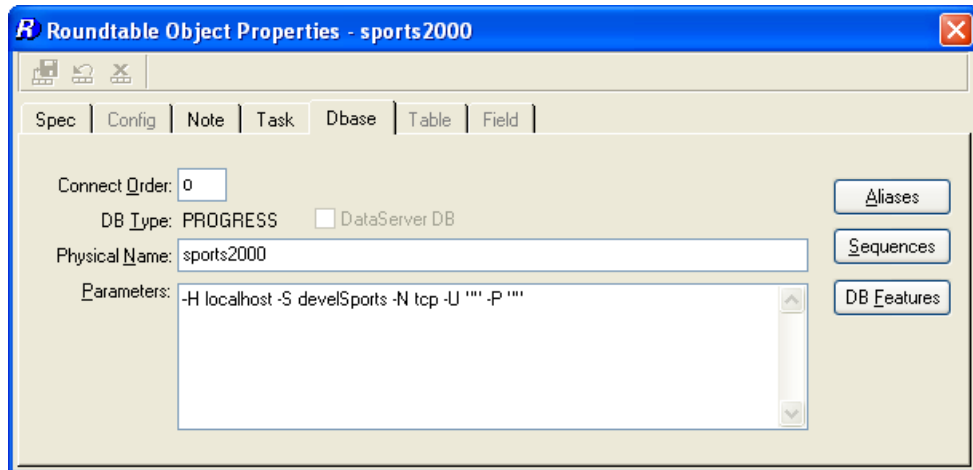 R Roundtable Object Properties - sports2000
Spec Config Note Task Dbase Table Field
Connect Order: 0
Aliases
DB Type: PROGRESS DataServer DB
Physical Name: sports2000
Sequences
Parameters: -H localhost -S develSports -N tcp -U "" -P ""
DB Features